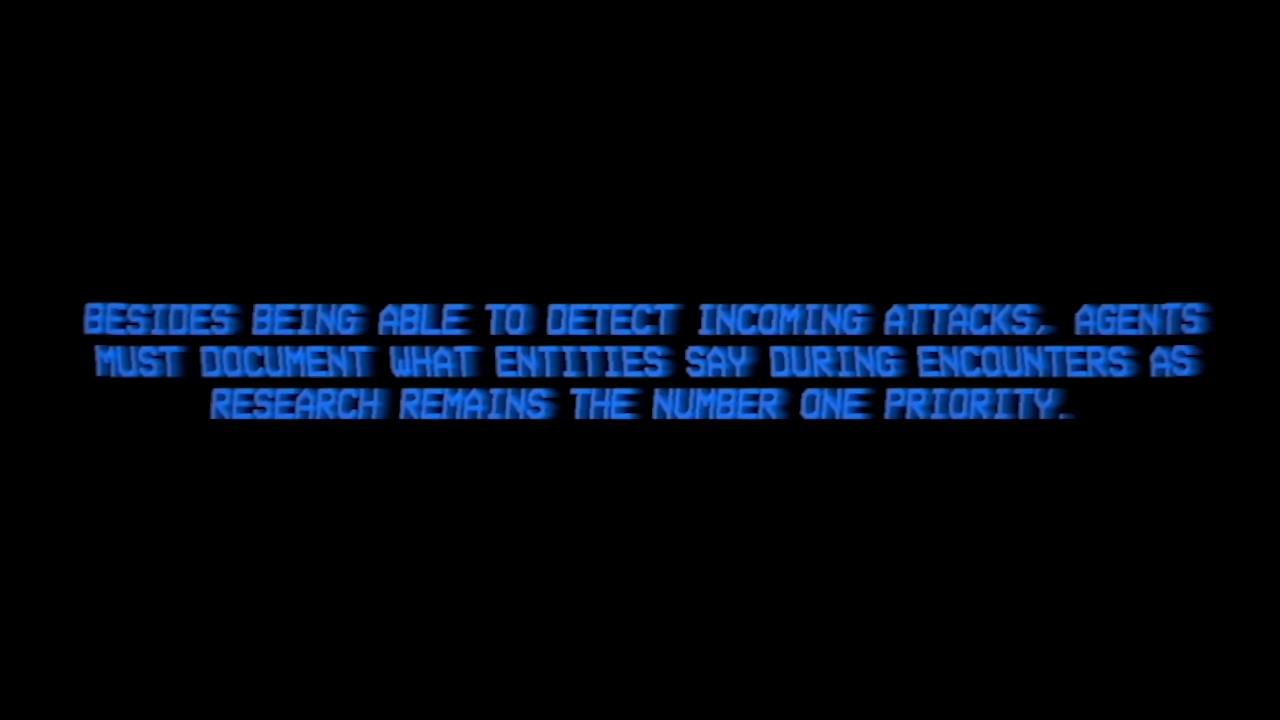 BESIDES BEING ABLE TO DETECT INCOMING ATTACKS, AGENTS
MUST DOCUMENT WHAT ENTITIES SAY DURING ENCOUNTERS AS
RESEARCH REMAINS THE NUMBER ONE PRIORITY.